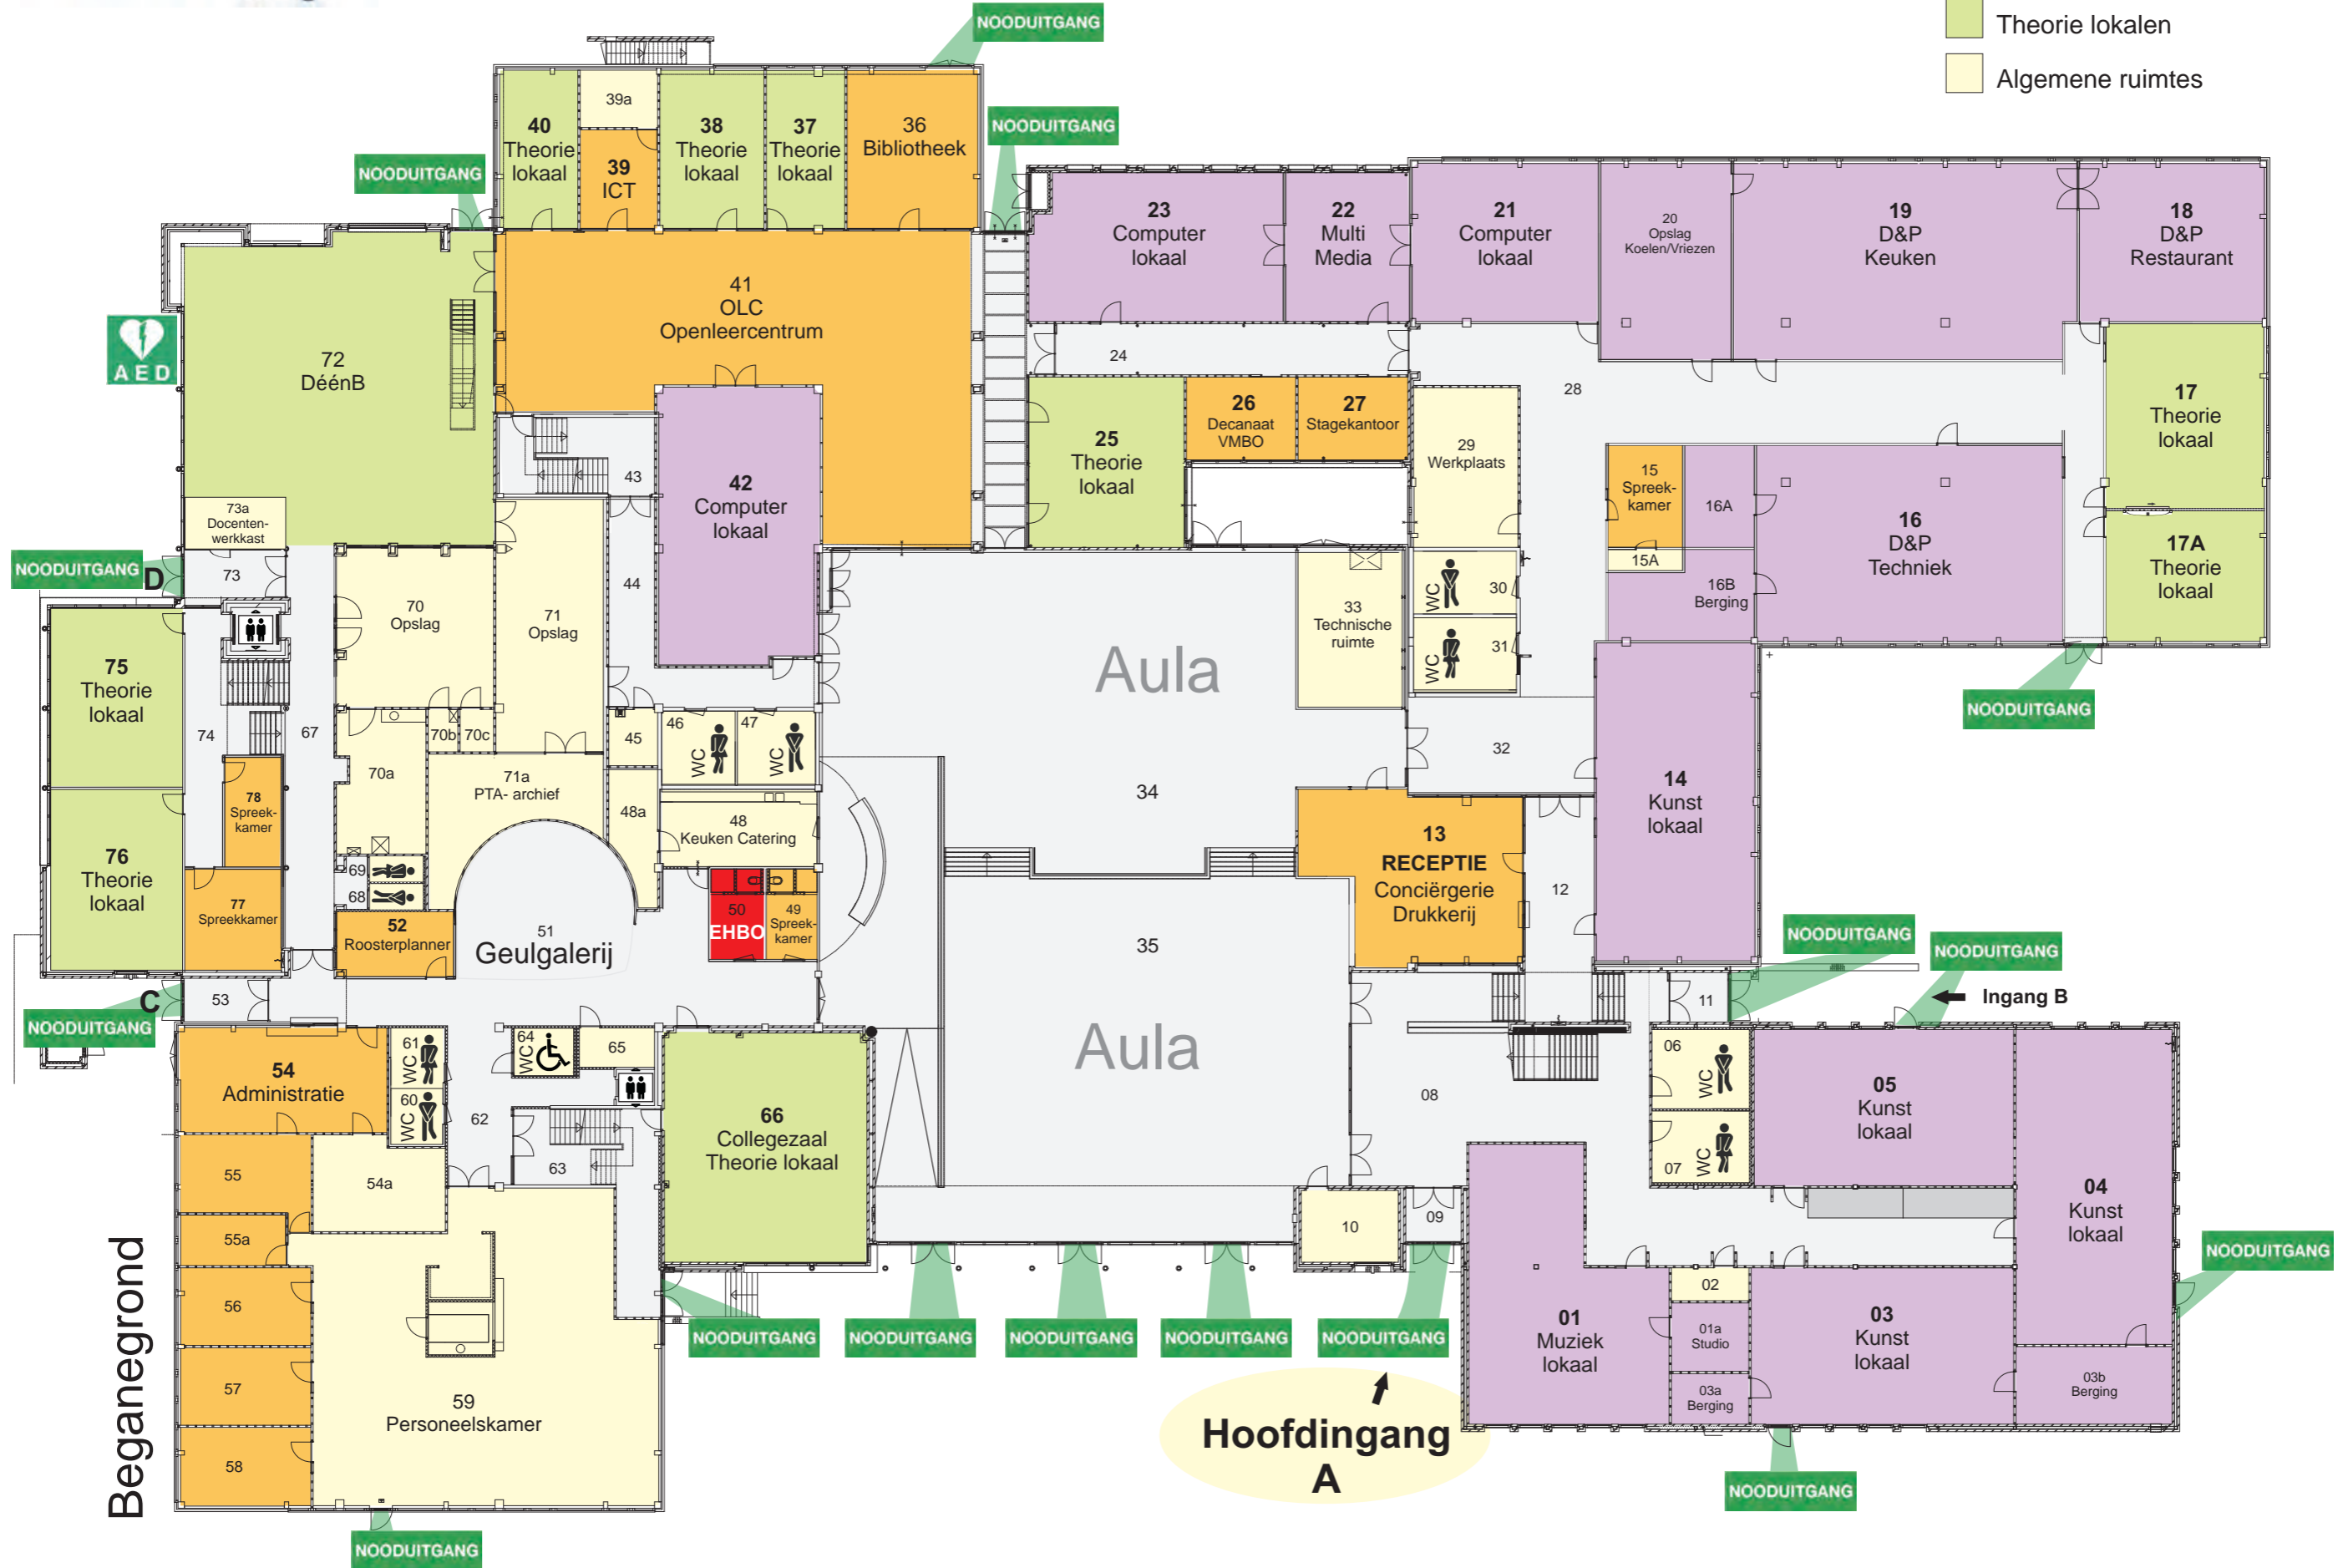 NOODUITGANG
Theorie lokalen
Algemene ruimtes
NOODUITGANG
NOODUITGANG
40
Theorie
lokaal
39a
39
ICT
38
Theorie
lokaal
37
Theorie
lokaal
36
Bibliotheek
23
Computer
lokaal
22
Multi
Media
21
Computer
lokaal
20
Opslag
Koelen/Vriezen
19
D&P
Keuken
18
D&P
Restaurant
AED
72
DéénB
41
OLC
Openleercentrum
24
28
17
Theorie
lokaal
25
Theorie
lokaal
26
Decanaat
VMBO
27
Stagekantoor
29
Werkplaats
15
Spreek-
kamer
15A
16A
16B
Berging
16
D&P
Techniek
17A
Theorie
lokaal
43
42
Computer
lokaal
73a
Docenten-
werkkast
NOODUITGANG
D
73
70
Opslag
71
Opslag
44
Aula
33
Technische
ruimte
WC
30
WC
31
NOODUITGANG
75
Theorie
lokaal
74
67
70b
70c
45
46
WC
47
WC
32
70a
71a
PTA- archief
48a
48
Keuken Catering
34
14
Kunst
lokaal
78
Spreek-
kamer
76
Theorie
lokaal
69
68
77
Spreekkamer
52
Roosterplanner
51
Geulgalerij
50
EHBO
49
Spreek-
kamer
35
13
RECEPTIE
Conciërgerie
Drukkerij
12
NOODUITGANG
NOODUITGANG
Ingang B
11
C
53
NOODUITGANG
54
Administratie
61
WC
60
WC
64
WC
65
62
63
66
Collegezaal
Theorie lokaal
Aula
08
06
WC
07
WC
05
Kunst
lokaal
04
Kunst
lokaal
55
54a
55a
56
57
58
59
Personeelskamer
10
09
02
01
Muziek
lokaal
01a
Studio
03a
Berging
03
Kunst
lokaal
03b
Berging
NOODUITGANG
NOODUITGANG
NOODUITGANG
NOODUITGANG
NOODUITGANG
NOODUITGANG
Hoofdingang
A
NOODUITGANG
NOODUITGANG
Beganegrond